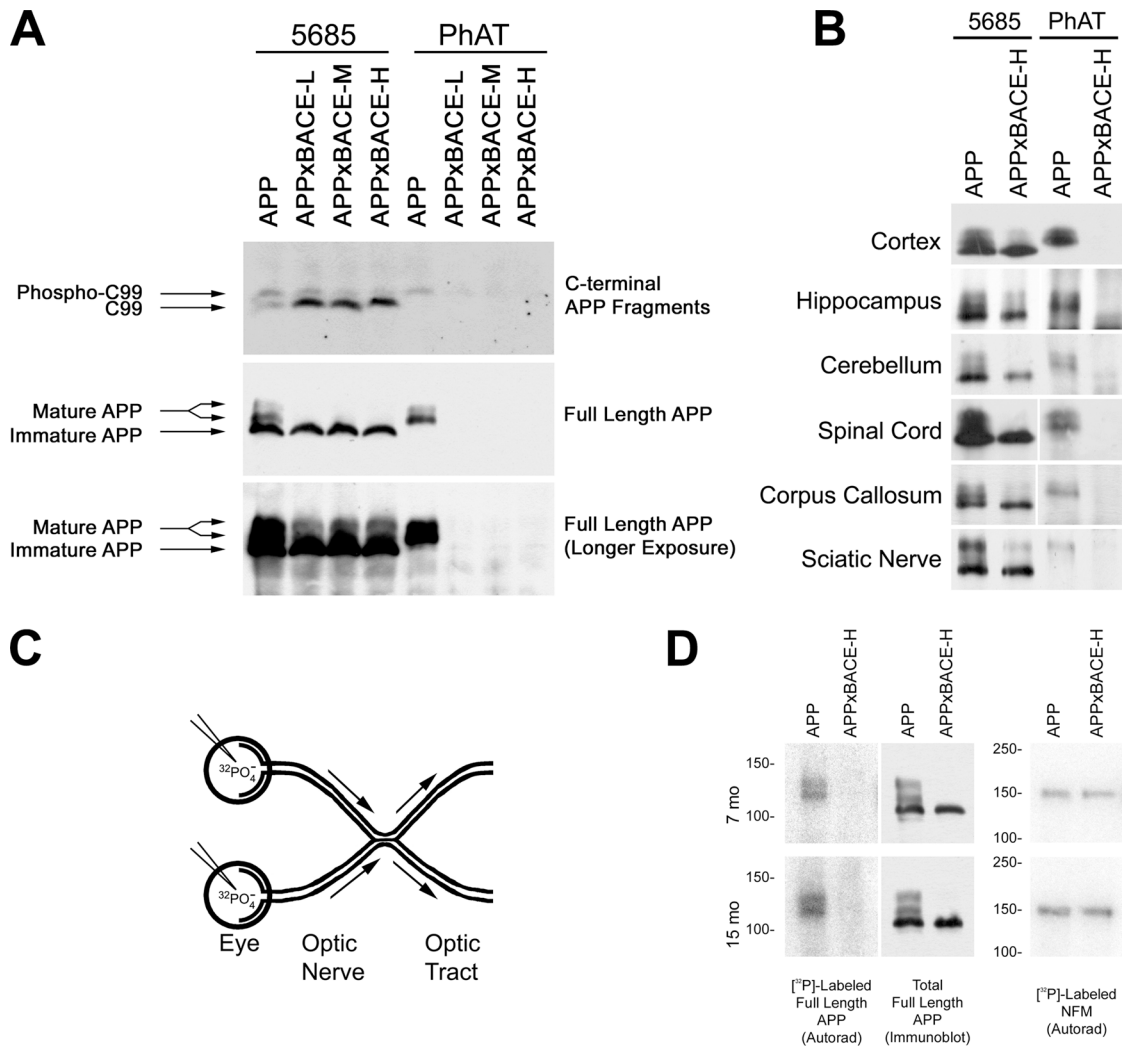 A
5685
PhAT
APP
APPxBACE-L
APPxBACE-M
APPxBACE-H
APP
APPxBACE-L
APPxBACE-M
APPxBACE-H
Phospho-C99
C99
C-terminal
APP Fragments
Mature APP
Immature APP
Full Length APP
Mature APP
Immature APP
Full Length APP
(Longer Exposure)
B
5685
PhAT
APP
APPxBACE-H
APP
APPxBACE-H
Cortex
Hippocampus
Cerebellum
Spinal Cord
Corpus Callosum
Sciatic Nerve
C
³²PO₄⁻
³²PO₄⁻
Eye
Optic
Nerve
Optic
Tract
D
APP
APPxBACE-H
APP
APPxBACE-H
APP
APPxBACE-H
7 mo
150-
100-
250-
150-
100-
15 mo
150-
100-
250-
150-
100-
[³²P]-Labeled
Full Length
APP
(Autorad)
Total
Full Length
APP
(Immunoblot)
[³²P]-Labeled
NFM
(Autorad)